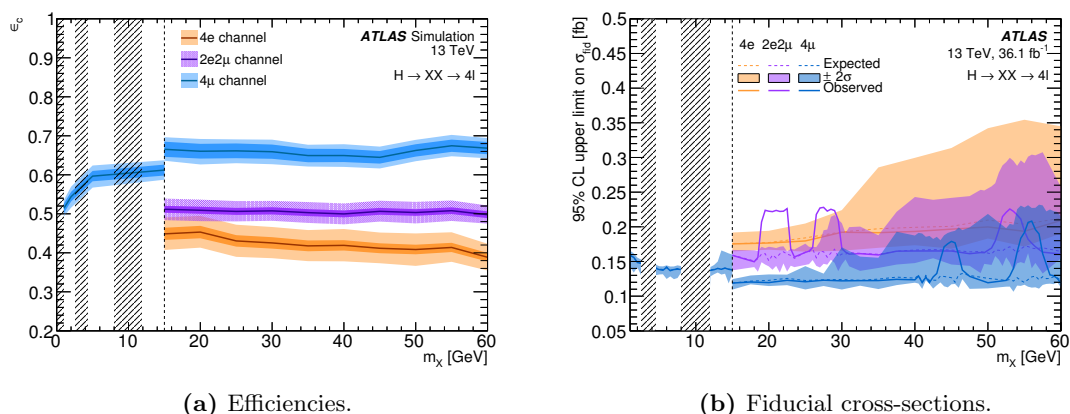 ϵ_c
1
0.9
0.8
0.7
0.6
0.5
0.4
0.3
0.2
0 10 20 30 40 50 60
m_X [GeV]
4e channel
2e2μ channel
4μ channel
ATLAS Simulation
13 TeV
H → XX → 4l
(a) Efficiencies.
95% CL upper limit on σ_fid [fb]
0.5
0.45
0.4
0.35
0.3
0.25
0.2
0.15
0.1
0.05
10 20 30 40 50 60
m_X [GeV]
4e 2e2μ 4μ
Expected
± 2σ
Observed
ATLAS
13 TeV, 36.1 fb⁻¹
H → XX → 4l
(b) Fiducial cross-sections.